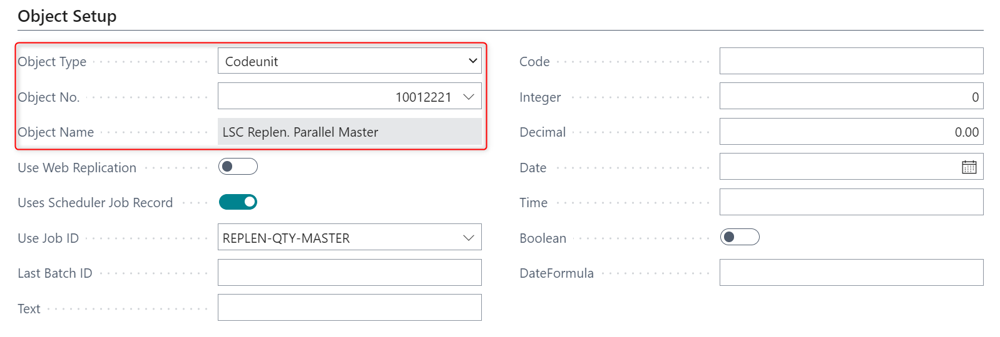 Object Setup
Object Type
Codeunit
Object No.
10012221
Object Name
LSC Replen. Parallel Master
Use Web Replication
Uses Scheduler Job Record
Use Job ID
REPLEN-QTY-MASTER
Last Batch ID
Text
Code
Integer
0
Decimal
0.00
Date
Time
Boolean
DateFormula